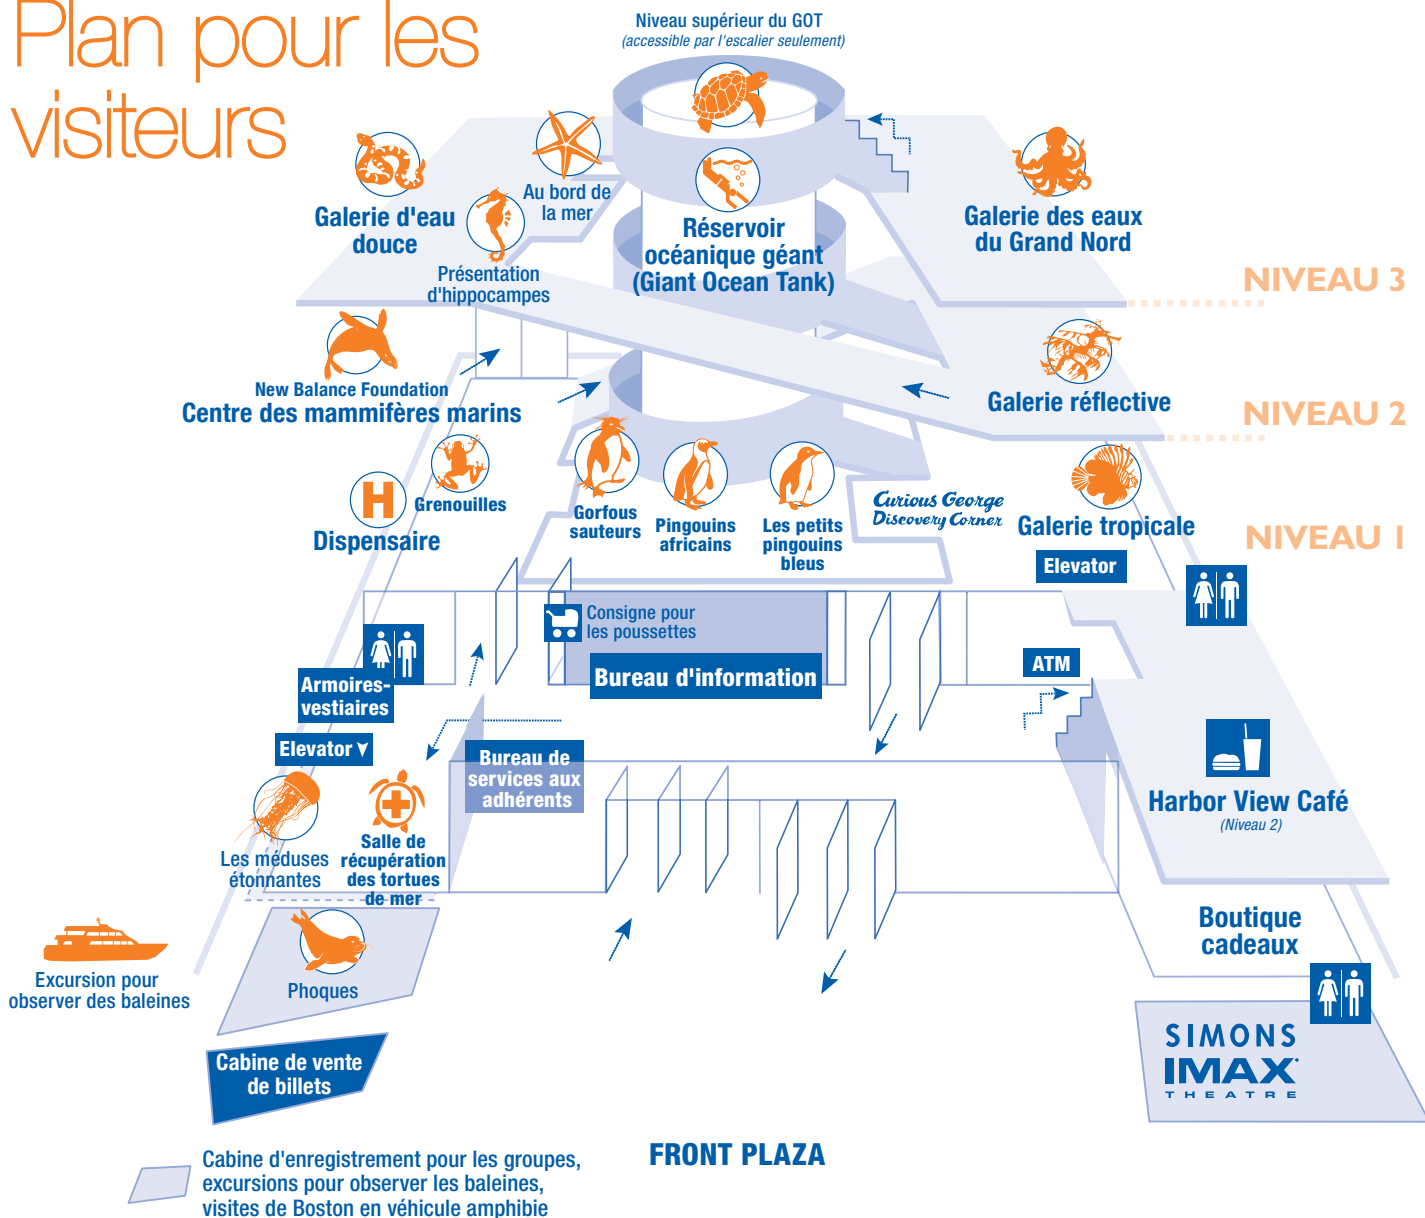 Plan pour les
visiteurs
Niveau supérieur du GOT
(accessible par l'escalier seulement)
Galerie d'eau
douce
Au bord de
la mer
Présentation
d'hippocampes
Réservoir
océanique géant
(Giant Ocean Tank)
Galerie des eaux
du Grand Nord
NIVEAU 3
New Balance Foundation
Centre des mammifères marins
Galerie réflective
NIVEAU 2
H
Dispensaire
Grenouilles
Gorfous
sauteurs
Pingouins
africains
Les petits
pingouins
bleus
Curious George
Discovery Corner
Galerie tropicale
NIVEAU 1
Elevator
Consigne pour
les poussettes
Bureau d'information
ATM
Armoires-
vestiaires
Elevator
Bureau de
services aux
adhérents
Les méduses
étonnantes
Salle de
récupération
des tortues
de mer
Harbor View Café
(Niveau 2)
Boutique
cadeaux
Excursion pour
observer des baleines
Phoques
Cabine de vente
de billets
SIMONS
IMAX
THEATRE
FRONT PLAZA
Cabine d'enregistrement pour les groupes,
excursions pour observer les baleines,
visites de Boston en véhicule amphibie